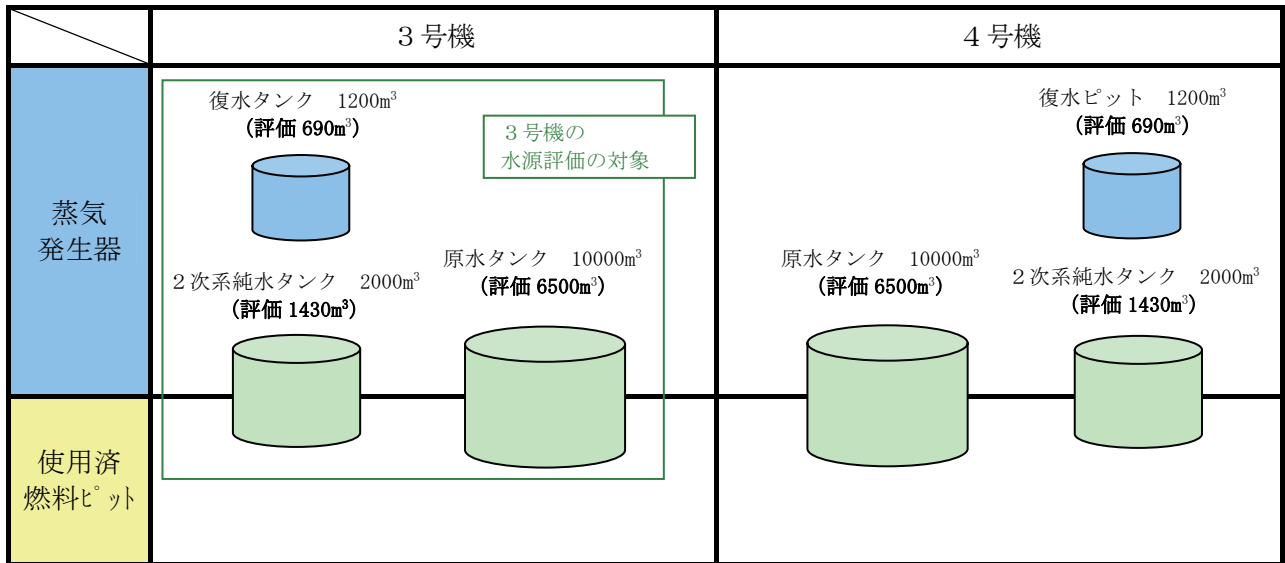 ３号機
４号機
蒸気
発生器
復水タンク　1200m³
(評価 690m³)
３号機の
水源評価の対象
２次系純水タンク　2000m³
(評価 1430m³)
原水タンク　10000m³
(評価 6500m³)
復水ピット　1200m³
(評価 690m³)
原水タンク　10000m³
(評価 6500m³)
２次系純水タンク　2000m³
(評価 1430m³)
使用済
燃料ﾋﾟｯﾄ